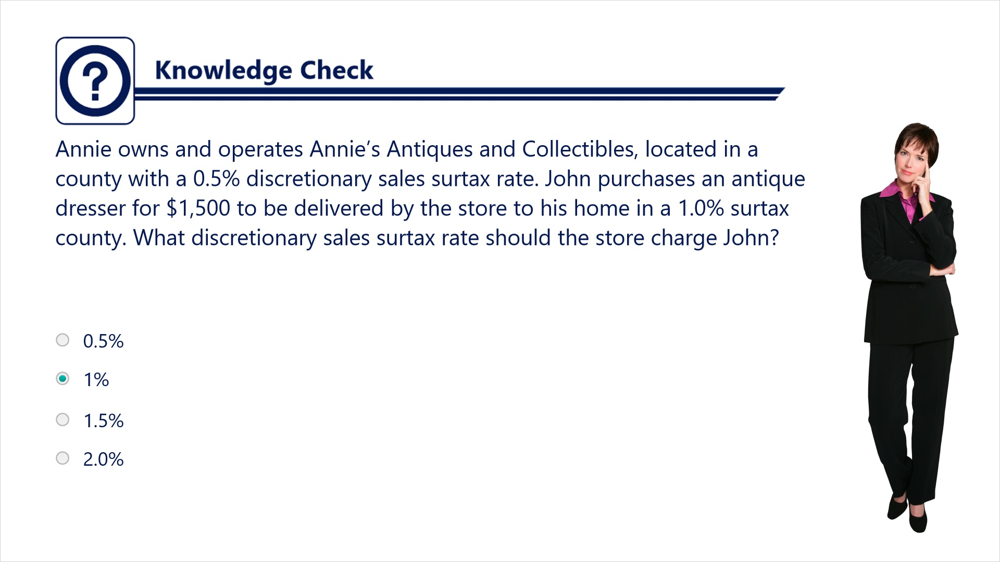 ?
Knowledge Check
Annie owns and operates Annie’s Antiques and Collectibles, located in a
county with a 0.5% discretionary sales surtax rate. John purchases an antique
dresser for $1,500 to be delivered by the store to his home in a 1.0% surtax
county. What discretionary sales surtax rate should the store charge John?
0.5%
1%
1.5%
2.0%